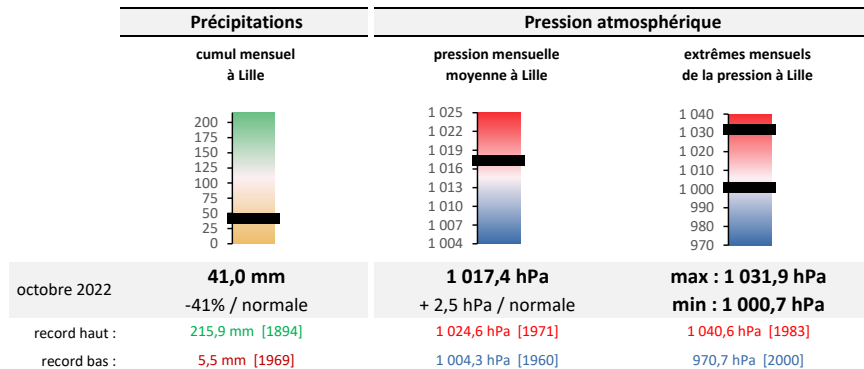 Précipitations Pression atmosphérique
cumul mensuel
à Lille
pression mensuelle
moyenne à Lille
extrêmes mensuels
de la pression à Lille
200
175
150
125
100
75
50
25
0
1 025
1 022
1 019
1 016
1 013
1 010
1 007
1 004
1 040
1 030
1 020
1 010
1 000
990
980
970
octobre 2022
41,0 mm 1 017,4 hPa max : 1 031,9 hPa
-41% / normale + 2,5 hPa / normale min : 1 000,7 hPa
record haut : 215,9 mm [1894] 1 024,6 hPa [1971] 1 040,6 hPa [1983]
record bas : 5,5 mm [1969] 1 004,3 hPa [1960] 970,7 hPa [2000]